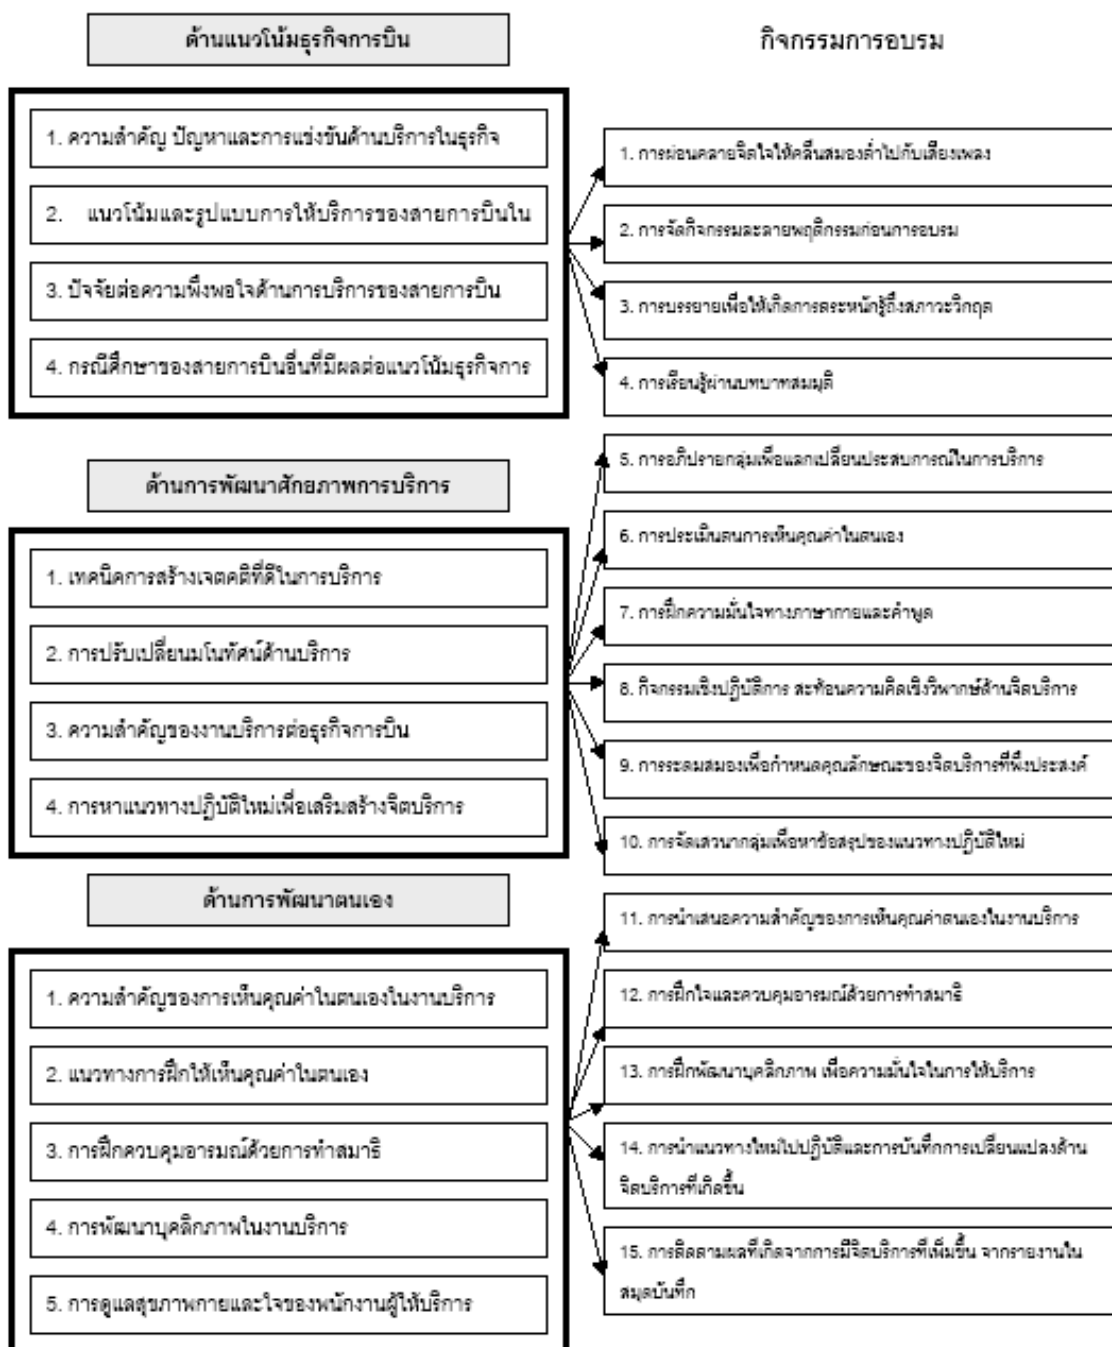 ด้านแนวโน้มธุรกิจการบิน
1. ความสำคัญ ปัญหาและการแข่งขันด้านบริการในธุรกิจ
2. แนวโน้มและรูปแบบการให้บริการของสายการบินใน
3. ปัจจัยต่อความพึงพอใจด้านการบริการของสายการบิน
4. กรณีศึกษาของสายการบินอื่นที่มีผลต่อแนวโน้มธุรกิจการ
ด้านการพัฒนาศักยภาพการบริการ
1. เทคนิคการสร้างเจตคติที่ดีในการบริการ
2. การปรับเปลี่ยนมโนทัศน์ด้านบริการ
3. ความสำคัญของงานบริการต่อธุรกิจการบิน
4. การหาแนวทางปฏิบัติใหม่เพื่อเสริมสร้างจิตบริการ
ด้านการพัฒนาตนเอง
1. ความสำคัญของการเห็นคุณค่าในตนเองในงานบริการ
2. แนวทางการฝึกให้เห็นคุณค่าในตนเอง
3. การฝึกควบคุมอารมณ์ด้วยการทำสมาธิ
4. การพัฒนาบุคลิกภาพในงานบริการ
5. การดูแลสุขภาพกายและใจของพนักงานผู้ให้บริการ
กิจกรรมการอบรม
1. การผ่อนคลายจิตใจให้คลื่นสมองต่ำไปกับเสียงเพลง
2. การจัดกิจกรรมละลายพฤติกรรมก่อนการอบรม
3. การบรรยายเพื่อให้เกิดการตระหนักรู้ถึงสภาวะวิกฤต
4. การเรียนรู้ผ่านบทบาทสมมุติ
5. การอภิปรายกลุ่มเพื่อแลกเปลี่ยนประสบการณ์ในการบริการ
6. การประเมินตนการเห็นคุณค่าในตนเอง
7. การฝึกความมั่นใจทางภาษากายและคำพูด
8. กิจกรรมเชิงปฏิบัติการ สะท้อนความคิดเชิงวิพากษ์ด้านจิตบริการ
9. การระดมสมองเพื่อกำหนดคุณลักษณะของจิตบริการที่พึงประสงค์
10. การจัดเสวนากลุ่มเพื่อหาข้อสรุปของแนวทางปฏิบัติใหม่
11. การนำเสนอความสำคัญของการเห็นคุณค่าตนเองในงานบริการ
12. การฝึกใจและควบคุมอารมณ์ด้วยการทำสมาธิ
13. การฝึกพัฒนาบุคลิกภาพ เพื่อความมั่นใจในการให้บริการ
14. การนำแนวทางใหม่ไปปฏิบัติและการบันทึกการเปลี่ยนแปลงด้าน
จิตบริการที่เกิดขึ้น
15. การติดตามผลที่เกิดจากการมีจิตบริการที่เพิ่มขึ้น จากรายงานใน
สมุดบันทึก